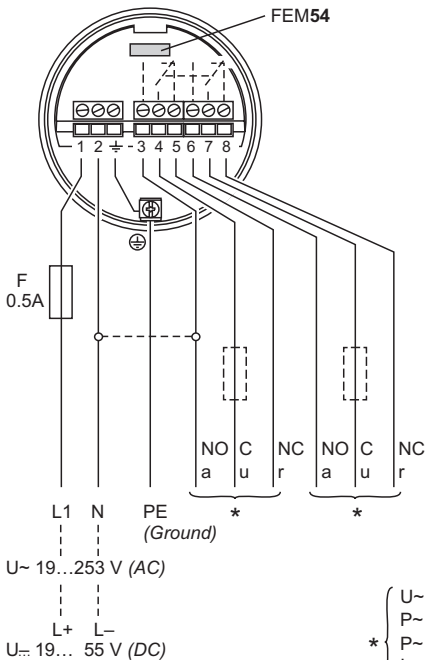 FEM54
1 2 3 4 5 6 7 8
F
0.5A
NO C NC NO C NC
a u r a u r
L1 N PE * *
(Ground)
U~ 19...253 V (AC)
L+ L–
U⎓ 19... 55 V (DC)
U~
P~
* P~